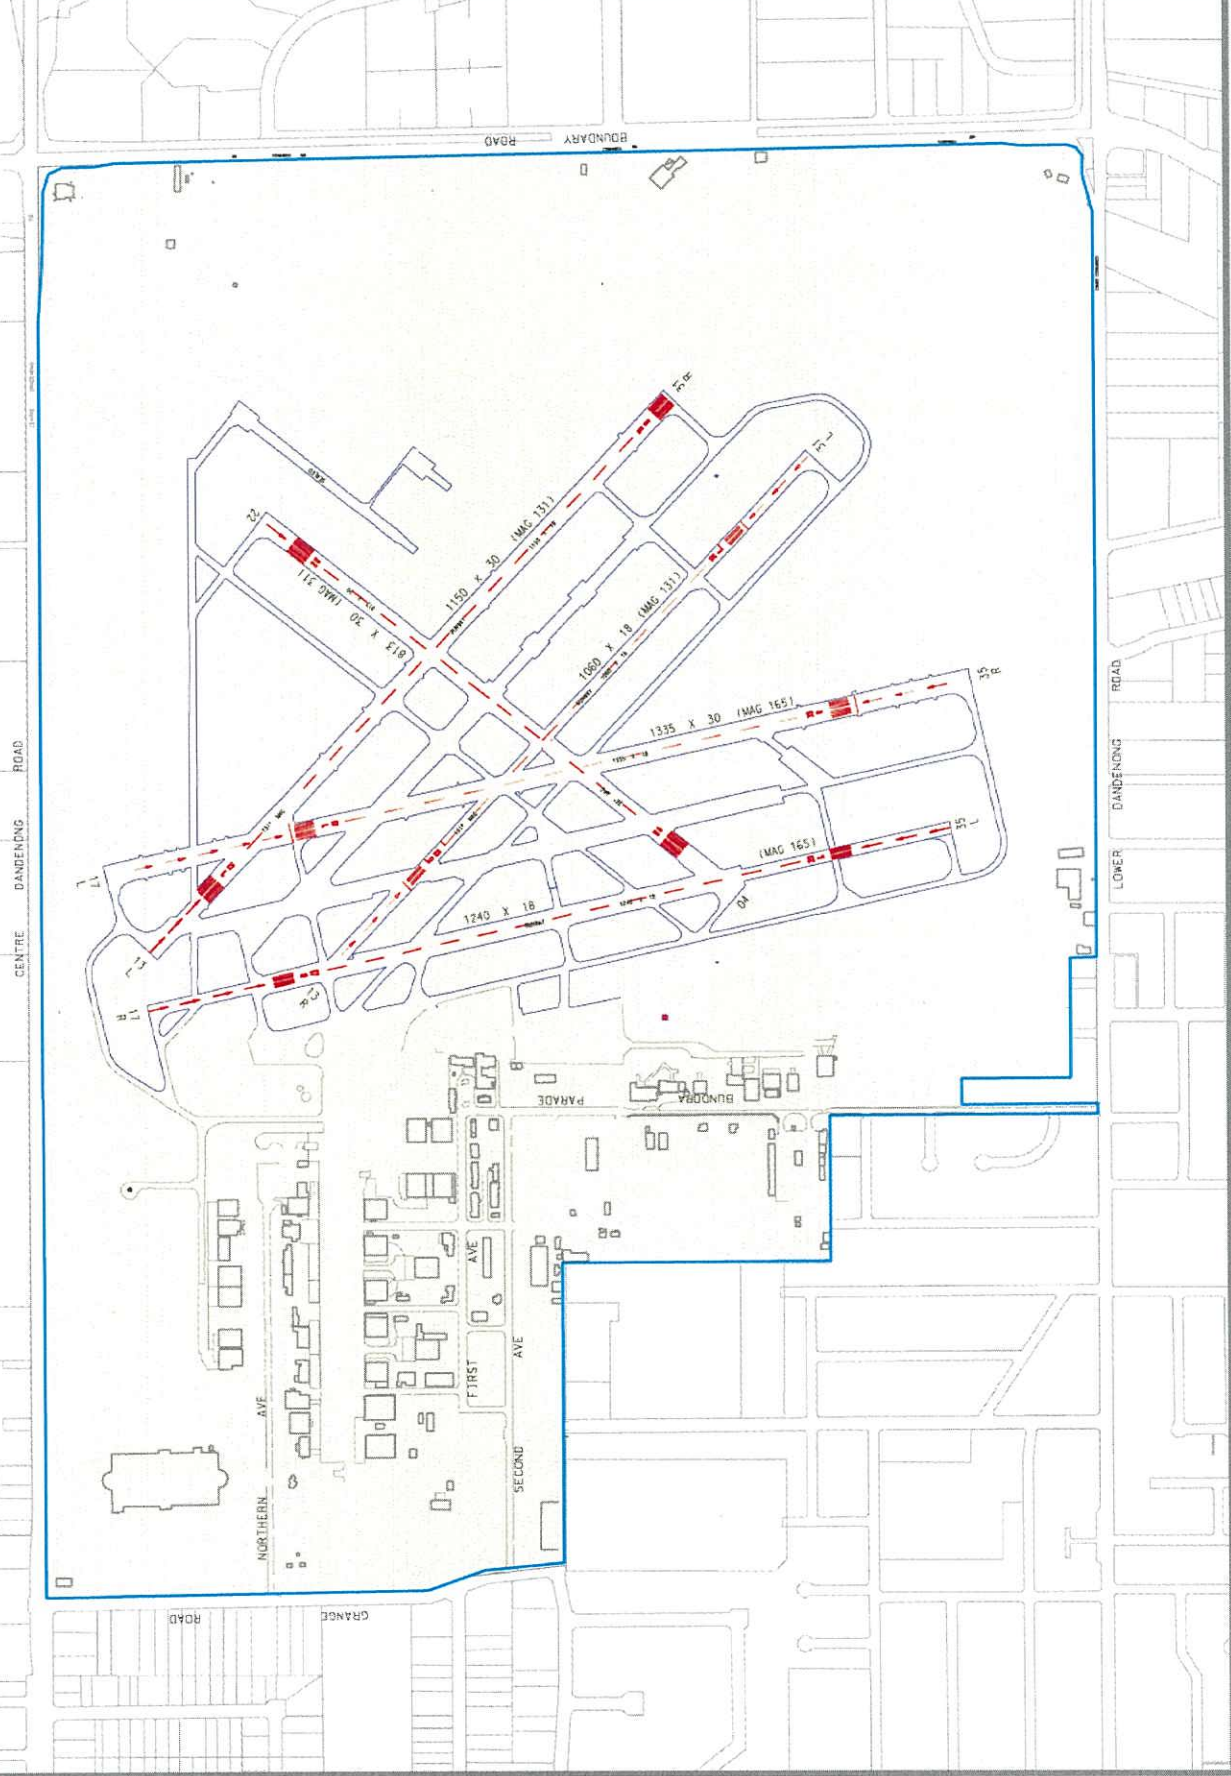 BOUNDARY ROAD
31 R
31 L
22
1150 X 30 (MAG 131)
(MAG 311
813 X 30
1060 X 18 (MAG 131)
1335 X 30 (MAG 165)
35 R
CENTRE DANDENONG ROAD
LOWER DANDENONG ROAD
17 L
(MAG 165)
35 L
04
1240 X 18
13 L
17 R
13 R
BUNDORA PARADE
FIRST AVE
SECOND AVE
NORTHERN AVE
GRANGE ROAD